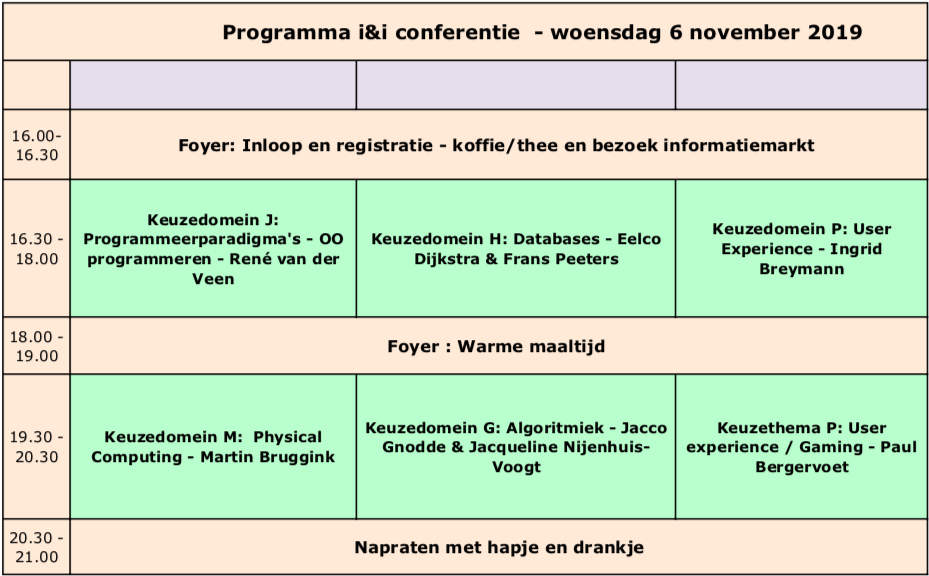 Programma i&i conferentie  - woensdag 6 november 2019
16.00-
16.30
Foyer: Inloop en registratie - koffie/thee en bezoek informatiemarkt
16.30 -
18.00
Keuzedomein J:
Programmeerparadigma's - OO
programmeren - René van der
Veen
Keuzedomein H: Databases - Eelco
Dijkstra & Frans Peeters
Keuzedomein P: User
Experience - Ingrid
Breymann
18.00 -
19.00
Foyer : Warme maaltijd
19.30 -
20.30
Keuzedomein M:  Physical
Computing - Martin Bruggink
Keuzedomein G: Algoritmiek - Jacco
Gnodde & Jacqueline Nijenhuis-
Voogt
Keuzethema P: User
experience / Gaming - Paul
Bergervoet
20.30 -
21.00
Napraten met hapje en drankje